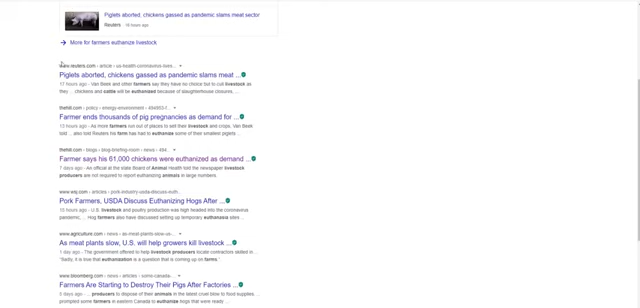 Piglets aborted, chickens gassed as pandemic slams meat sector
Reuters · 16 hours ago
→ More for farmers euthanize livestock
www.reuters.com › article › us-health-coronavirus-lives...
Piglets aborted, chickens gassed as pandemic slams meat ...
17 hours ago - Van Beek and other farmers say they have no choice but to cull livestock as
they ... chickens and cattle will be euthanized because of slaughterhouse closures, ...
thehill.com › policy › energy-environment › 494953-f...
Farmer ends thousands of pig pregnancies as demand for ...
13 hours ago - As more farmers run out of places to sell their livestock and crops, Van Beek
told ... also told Reuters his farm has had to euthanize some of their smallest piglets ...
thehill.com › blogs › blog-briefing-room › news › 494...
Farmer says his 61,000 chickens were euthanized as demand ...
7 days ago - An official at the state Board of Animal Health told the newspaper livestock
producers are not required to report euthanizing animals in large numbers.
www.wsj.com › articles › pork-industry-usda-discuss-euth...
Pork Farmers, USDA Discuss Euthanizing Hogs After ...
18 hours ago - U.S. livestock and poultry production was high headed into the coronavirus
pandemic, ... Hog farmers also have discussed setting up temporary euthanasia sites ...
www.agriculture.com › news › as-meat-plants-slow-us-...
As meat plants slow, U.S. will help growers kill livestock ...
1 day ago - The government offered to help livestock producers locate contractors skilled in ...
"Sadly, it is true that euthanization is a question that is coming up on farms."
www.bloomberg.com › news › articles › some-canadia...
Farmers Are Starting to Destroy Their Pigs After Factories ...
5 days ago - ... producers to dispose of their animals in the latest cruel blow to food supplies. ...
prompted some farmers in eastern Canada to euthanize hogs that were ready ...